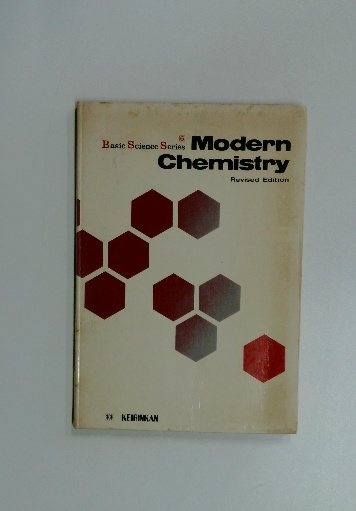 Basic Science Series Modern
Chemistry
Revised Edition
KEIRINKAN